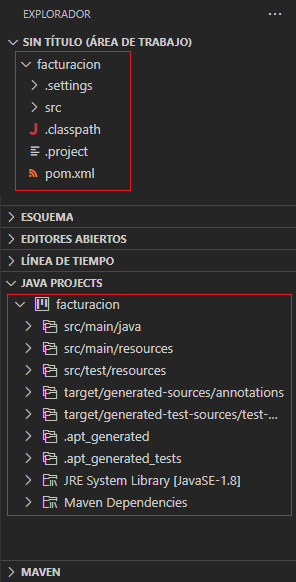 EXPLORADOR
SIN TÍTULO (ÁREA DE TRABAJO)
facturacion
.settings
src
.classpath
.project
pom.xml
ESQUEMA
EDITORES ABIERTOS
LÍNEA DE TIEMPO
JAVA PROJECTS
facturacion
src/main/java
src/main/resources
src/test/resources
target/generated-sources/annotations
target/generated-test-sources/test-...
.apt_generated
.apt_generated_tests
JRE System Library [JavaSE-1.8]
Maven Dependencies
MAVEN